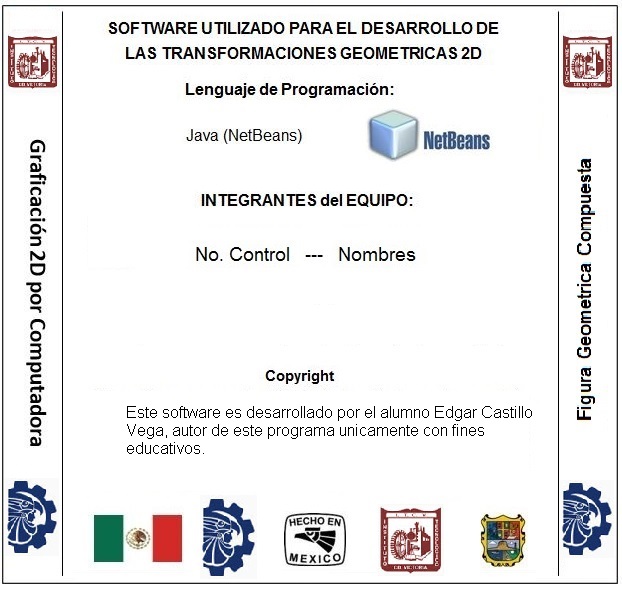 SOFTWARE UTILIZADO PARA EL DESARROLLO DE
LAS TRANSFORMACIONES GEOMETRICAS 2D
Lenguaje de Programación:
Java (NetBeans)
NetBeans
INTEGRANTES del EQUIPO:
No. Control --- Nombres
Copyright
Este software es desarrollado por el alumno Edgar Castillo
Vega, autor de este programa unicamente con fines
educativos.
Graficación 2D por Computadora
Figura Geometrica Compuesta
HECHO EN
MEXICO
INSTITUTO
TECNOLOGICO
CD VICTORIA